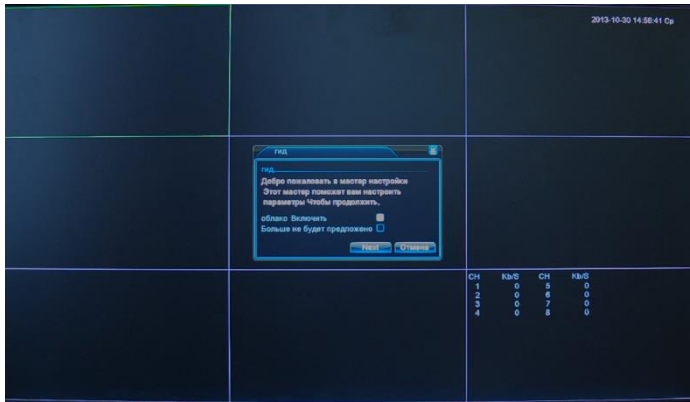 2013-10-30 14:56:41 Ср
гид
гид
Добро пожаловать в мастер настройки
Этот мастер поможет вам настроить
параметры Чтобы продолжить.
облако Включить
Больше не будет предложено
Next Отмена
CH Kb/S CH Kb/S
1 0 5 0
2 0 6 0
3 0 7 0
4 0 8 0